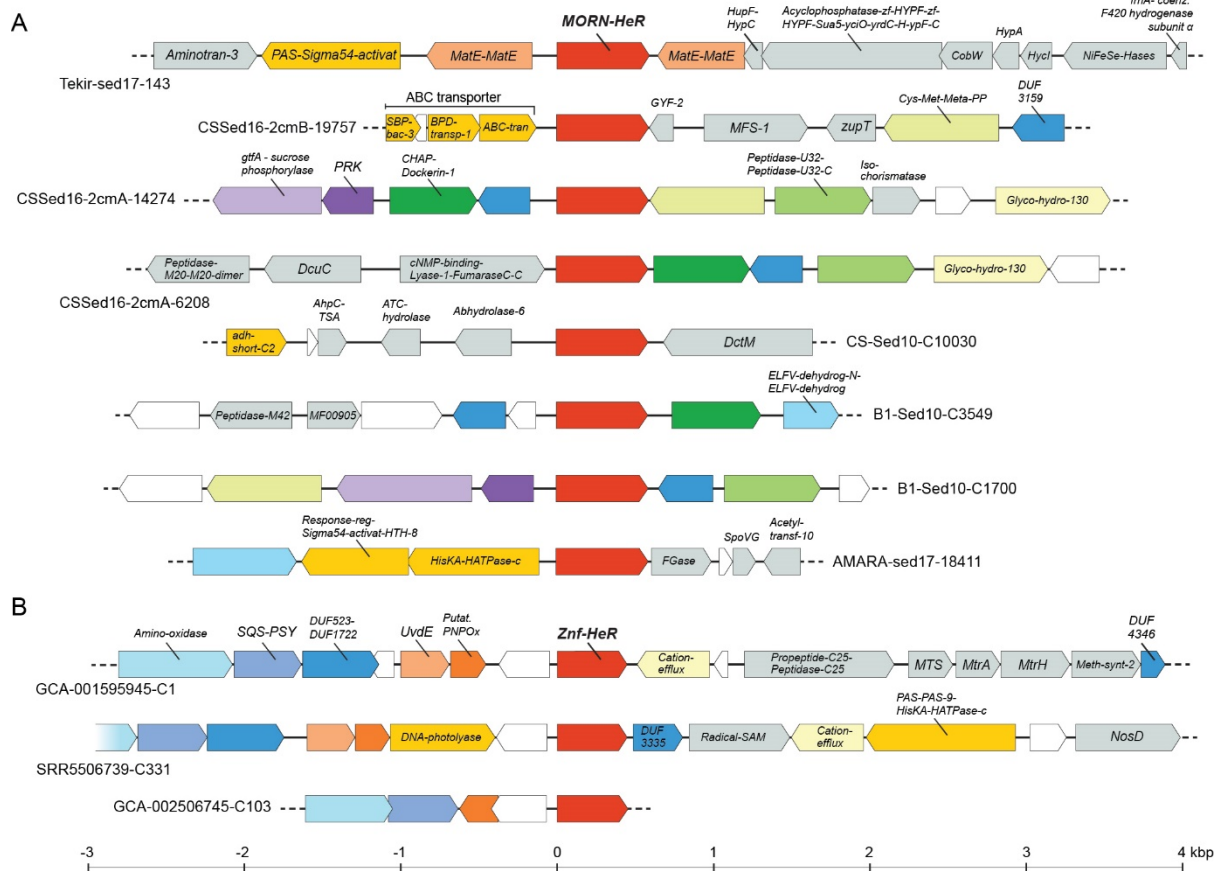 A
MORN-HeR
HupF-
HypC
Acyclophosphatase-zf-HYPF-zf-
HYPF-Sua5-yciO-yrdC-H-ypF-C
F420 hydrogenase
subunit α
HypA
Aminotran-3
PAS-Sigma54-activat
MatE-MatE
MatE-MatE
CobW
HycI
NiFeSe-Hases
Tekir-sed17-143
ABC transporter
SBP-
bac-3
BPD-
transp-1
ABC-tran
GYF-2
MFS-1
zupT
Cys-Met-Meta-PP
DUF
3159
CSSed16-2cmB-19757
gtfA - sucrose
phosphorylase
PRK
CHAP-
Dockerin-1
Peptidase-U32-
Peptidase-U32-C
Iso-
chorismatase
Glyco-hydro-130
CSSed16-2cmA-14274
Peptidase-
M20-M20-dimer
DcuC
cNMP-binding-
Lyase-1-FumaraseC-C
Glyco-hydro-130
CSSed16-2cmA-6208
adh-
short-C2
AhpC-
TSA
ATC-
hydrolase
Abhydrolase-6
DctM
CS-Sed10-C10030
Peptidase-M42
MF00905
ELFV-dehydrog-N-
ELFV-dehydrog
B1-Sed10-C3549
B1-Sed10-C1700
Response-reg-
Sigma54-activat-HTH-8
HisKA-HATPase-c
FGase
SpoVG
Acetyl-
transf-10
AMARA-sed17-18411
B
Amino-oxidase
SQS-PSY
DUF523-
DUF1722
UvdE
Putat.
PNPOx
Znf-HeR
Cation-
efflux
Propeptide-C25-
Peptidase-C25
MTS
MtrA
MtrH
Meth-synt-2
DUF
4346
GCA-001595945-C1
DNA-photolyase
DUF
3335
Radical-SAM
Cation-
efflux
PAS-PAS-9-
HisKA-HATPase-c
NosD
SRR5506739-C331
GCA-002506745-C103
-3 -2 -1 0 1 2 3 4 kbp